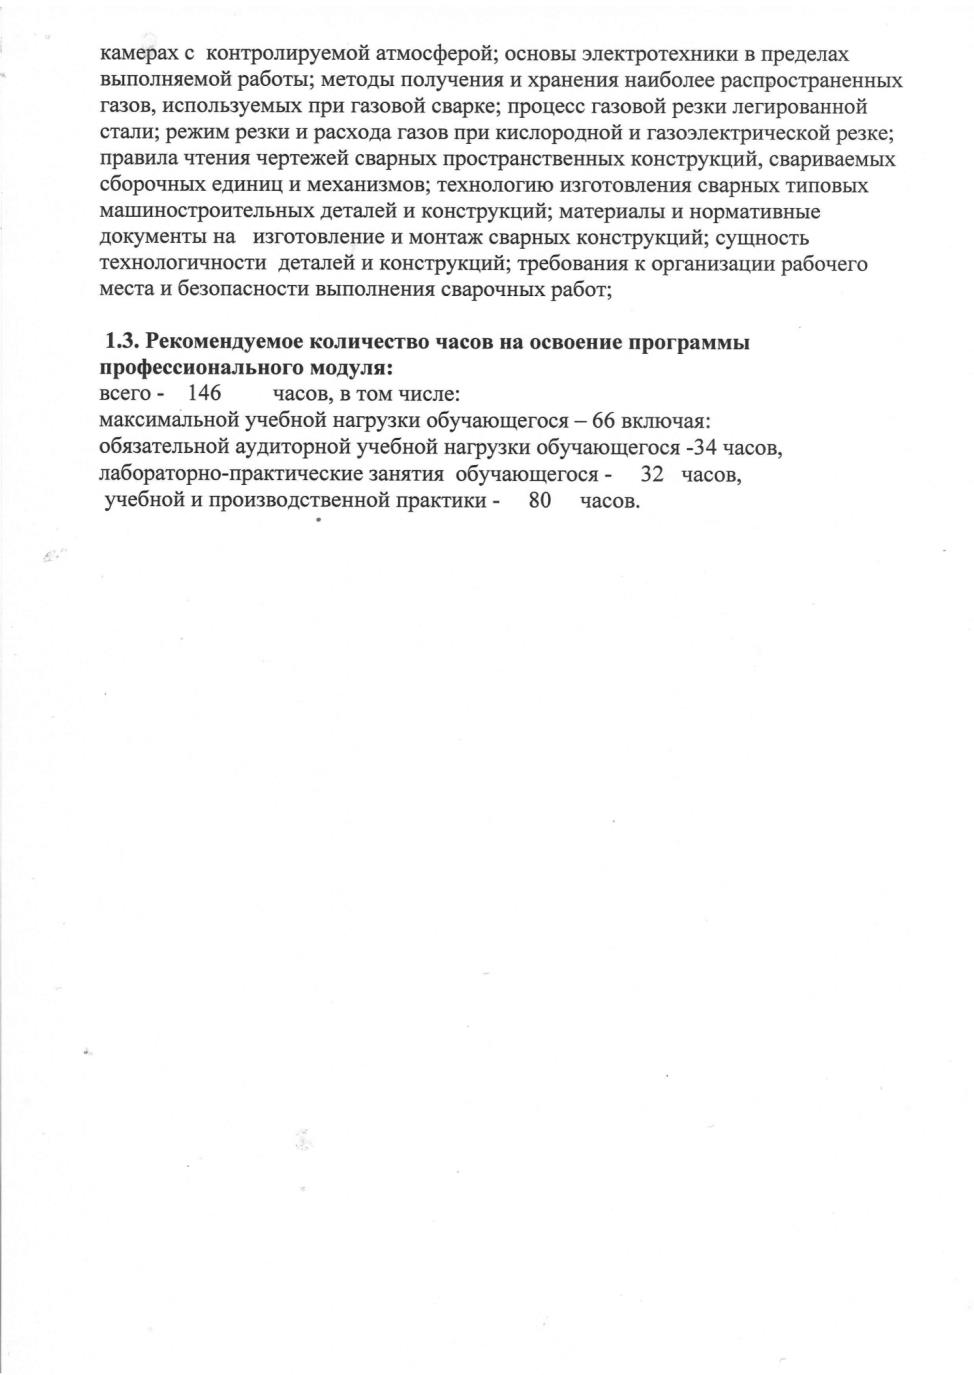 камерах с контролируемой атмосферой; основы электротехники в пределах
выполняемой работы; методы получения и хранения наиболее распространенных
газов, используемых при газовой сварке; процесс газовой резки легированной
стали; режим резки и расхода газов при кислородной и газоэлектрической резке;
правила чтения чертежей сварных пространственных конструкций, свариваемых
сборочных единиц и механизмов; технологию изготовления сварных типовых
машиностроительных деталей и конструкций; материалы и нормативные
документы на изготовление и монтаж сварных конструкций; сущность
технологичности деталей и конструкций; требования к организации рабочего
места и безопасности выполнения сварочных работ;
1.3. Рекомендуемое количество часов на освоение программы
профессионального модуля:
всего - 146 часов, в том числе:
максимальной учебной нагрузки обучающегося – 66 включая:
обязательной аудиторной учебной нагрузки обучающегося -34 часов,
лабораторно-практические занятия обучающегося - 32 часов,
учебной и производственной практики - 80 часов.